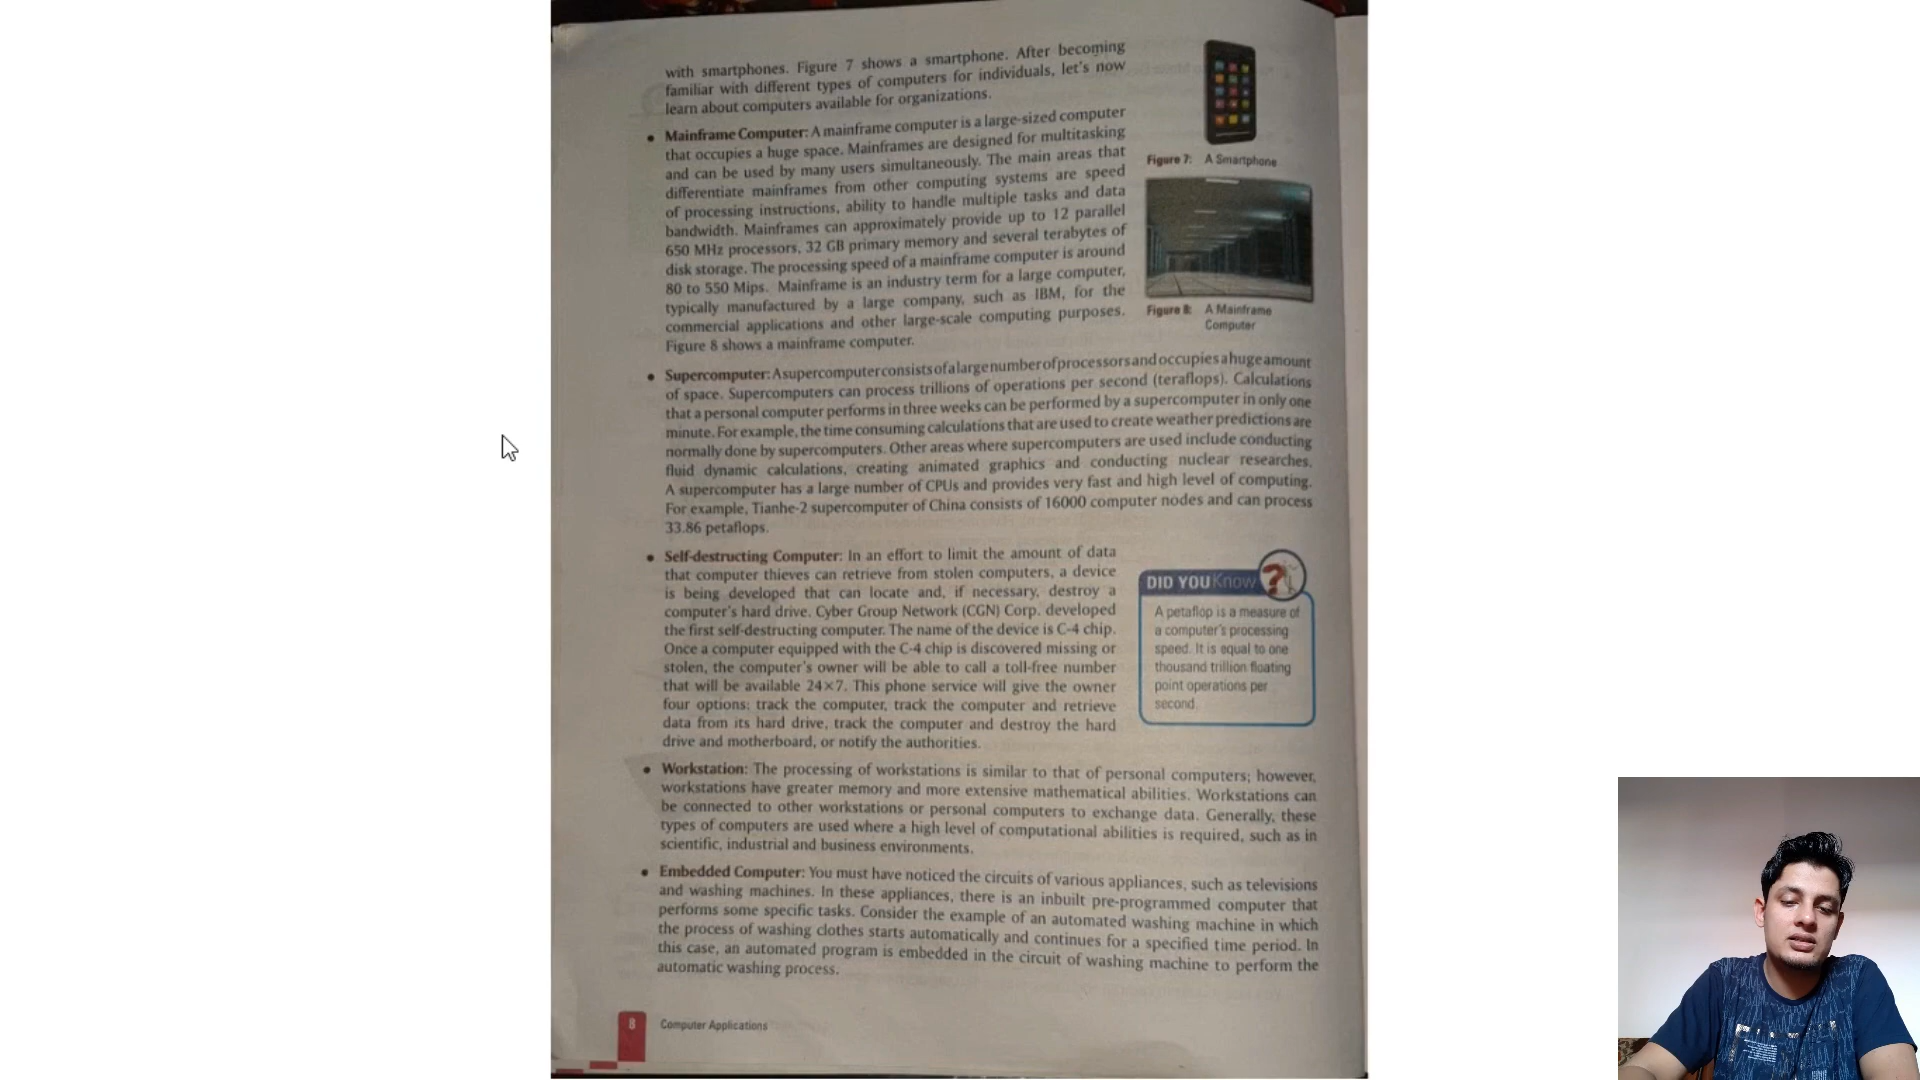 with smartphones. Figure 7 shows a smartphone. After becoming
familiar with different types of computers for individuals, let's now
learn about computers available for organizations.
• Mainframe Computer: A mainframe computer is a large-sized computer
that occupies a huge space. Mainframes are designed for multitasking
and can be used by many users simultaneously. The main areas that
differentiate mainframes from other computing systems are speed
of processing instructions, ability to handle multiple tasks and data
bandwidth. Mainframes can approximately provide up to 12 parallel
650 MHz processors, 32 GB primary memory and several terabytes of
disk storage. The processing speed of a mainframe computer is around
80 to 550 Mips. Mainframe is an industry term for a large computer,
typically manufactured by a large company, such as IBM, for the
commercial applications and other large-scale computing purposes.
Figure 8 shows a mainframe computer.
Figure 7: A Smartphone
Figure 8: A Mainframe
Computer
• Supercomputer: A supercomputer consists of a large number of processors and occupies a huge amount
of space. Supercomputers can process trillions of operations per second (teraflops). Calculations
that a personal computer performs in three weeks can be performed by a supercomputer in only one
minute. For example, the time consuming calculations that are used to create weather predictions are
normally done by supercomputers. Other areas where supercomputers are used include conducting
fluid dynamic calculations, creating animated graphics and conducting nuclear researches.
A supercomputer has a large number of CPUs and provides very fast and high level of computing.
For example, Tianhe-2 supercomputer of China consists of 16000 computer nodes and can process
33.86 petaflops.
• Self-destructing Computer: In an effort to limit the amount of data
that computer thieves can retrieve from stolen computers, a device
is being developed that can locate and, if necessary, destroy a
computer's hard drive. Cyber Group Network (CGN) Corp. developed
the first self-destructing computer. The name of the device is C-4 chip.
Once a computer equipped with the C-4 chip is discovered missing or
stolen, the computer's owner will be able to call a toll-free number
that will be available 24×7. This phone service will give the owner
four options: track the computer, track the computer and retrieve
data from its hard drive, track the computer and destroy the hard
drive and motherboard, or notify the authorities.
DID YOU Know ?
A petaflop is a measure of
a computer's processing
speed. It is equal to one
thousand trillion floating
point operations per
second.
• Workstation: The processing of workstations is similar to that of personal computers; however,
workstations have greater memory and more extensive mathematical abilities. Workstations can
be connected to other workstations or personal computers to exchange data. Generally, these
types of computers are used where a high level of computational abilities is required, such as in
scientific, industrial and business environments.
• Embedded Computer: You must have noticed the circuits of various appliances, such as televisions
and washing machines. In these appliances, there is an inbuilt pre-programmed computer that
performs some specific tasks. Consider the example of an automated washing machine in which
the process of washing clothes starts automatically and continues for a specified time period. In
this case, an automated program is embedded in the circuit of washing machine to perform the
automatic washing process.
8 Computer Applications